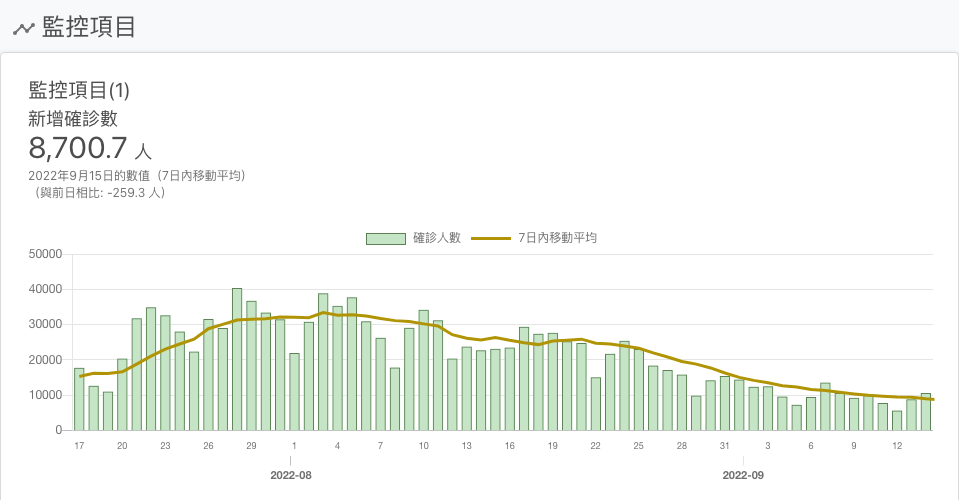 監控項目
監控項目(1)
新增確診數
8,700.7 人
2022年9月15日的數值（7日內移動平均）
（與前日相比: -259.3 人）
確診人數 7日內移動平均
50000
40000
30000
20000
10000
0
17 20 23 26 29 1 4 7 10 13 16 19 22 25 28 31 3 6 9 12
2022-08 2022-09